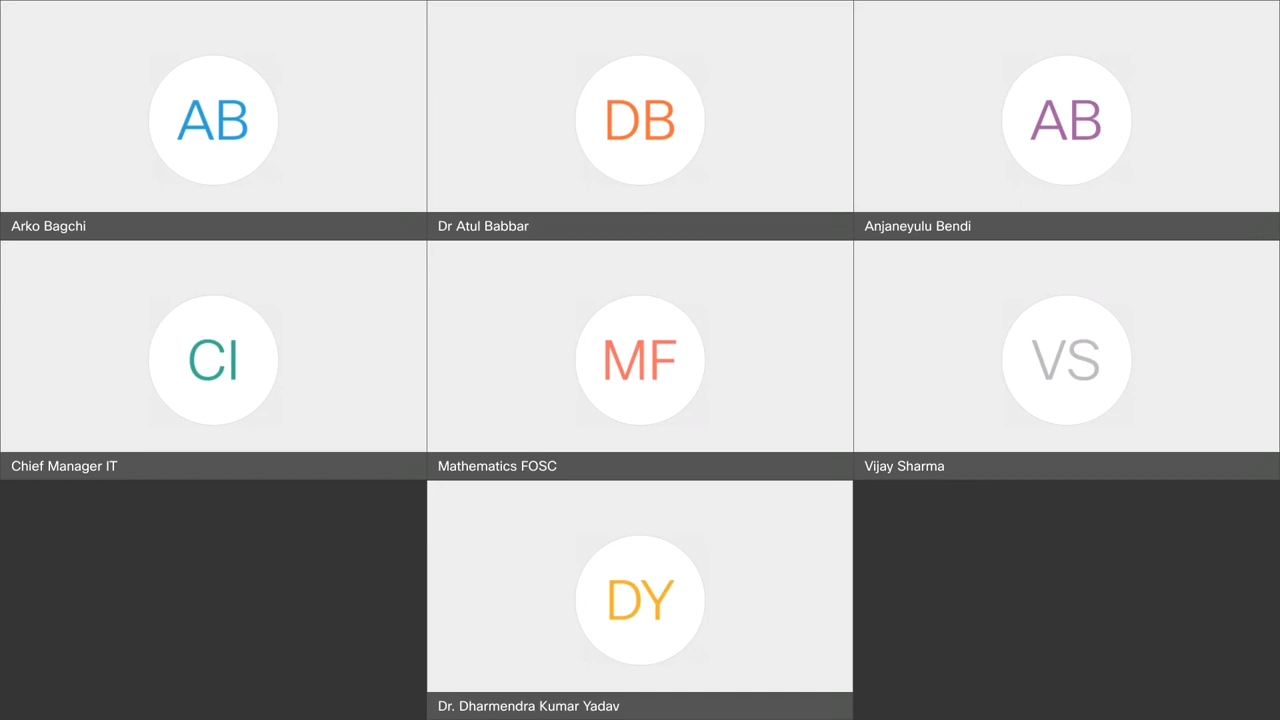 AB
DB
AB
Arko Bagchi
Dr Atul Babbar
Anjaneyulu Bendi
CI
MF
VS
Chief Manager IT
Mathematics FOSC
Vijay Sharma
DY
Dr. Dharmendra Kumar Yadav